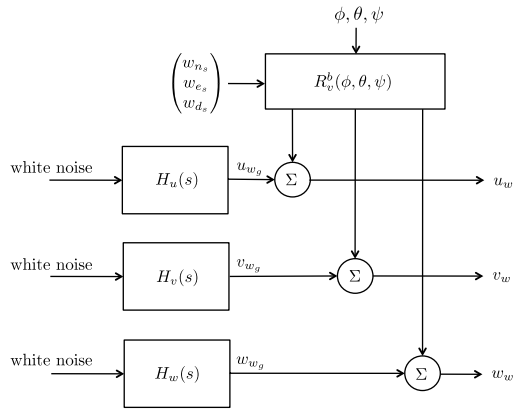 ϕ, θ, ψ
w_{n_s}
w_{e_s}
w_{d_s}
R_v^b(ϕ, θ, ψ)
white noise
H_u(s)
u_{w_g}
Σ
u_w
white noise
H_v(s)
v_{w_g}
Σ
v_w
white noise
H_w(s)
w_{w_g}
Σ
w_w